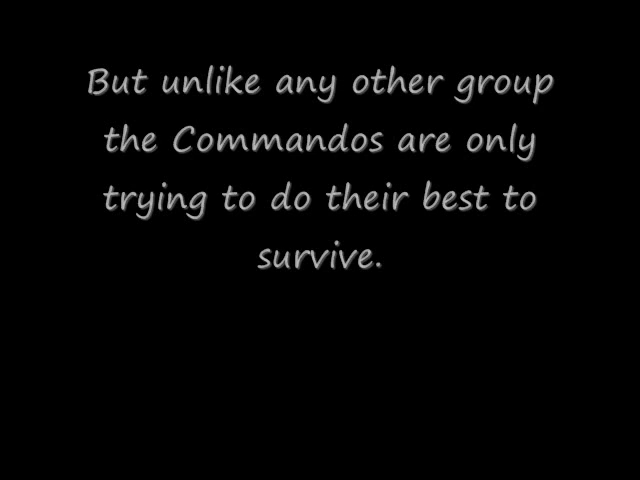 But unlike any other group
the Commandos are only
trying to do their best to
survive.